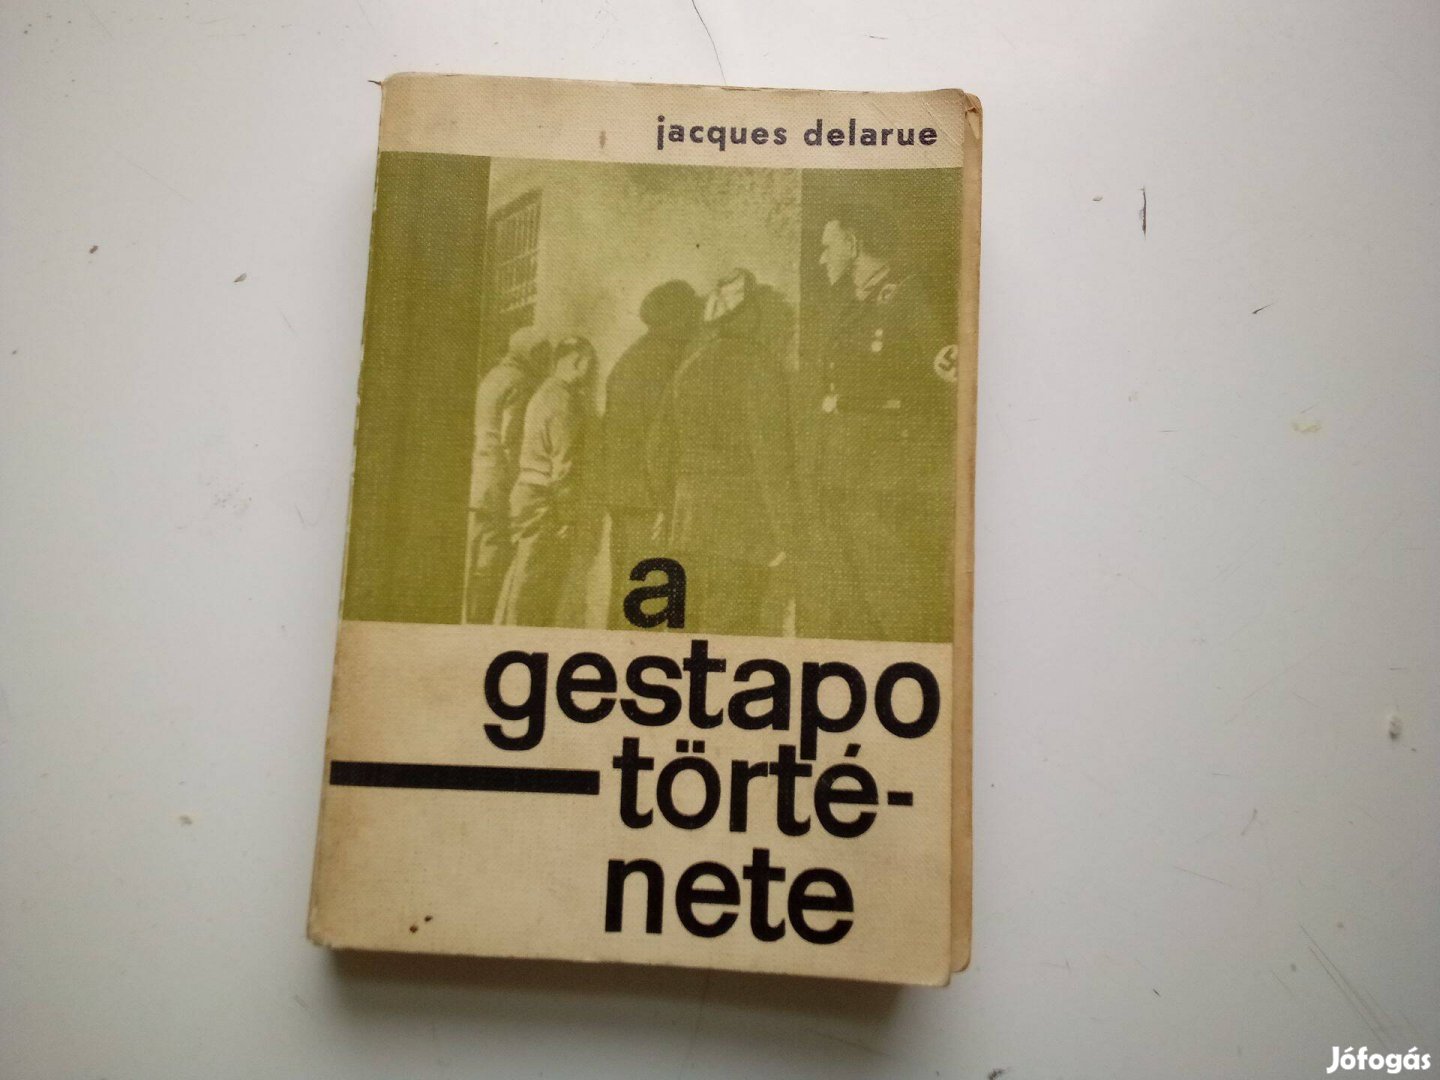 jacques delarue
a
gestapo
törté-
nete
Jófogás